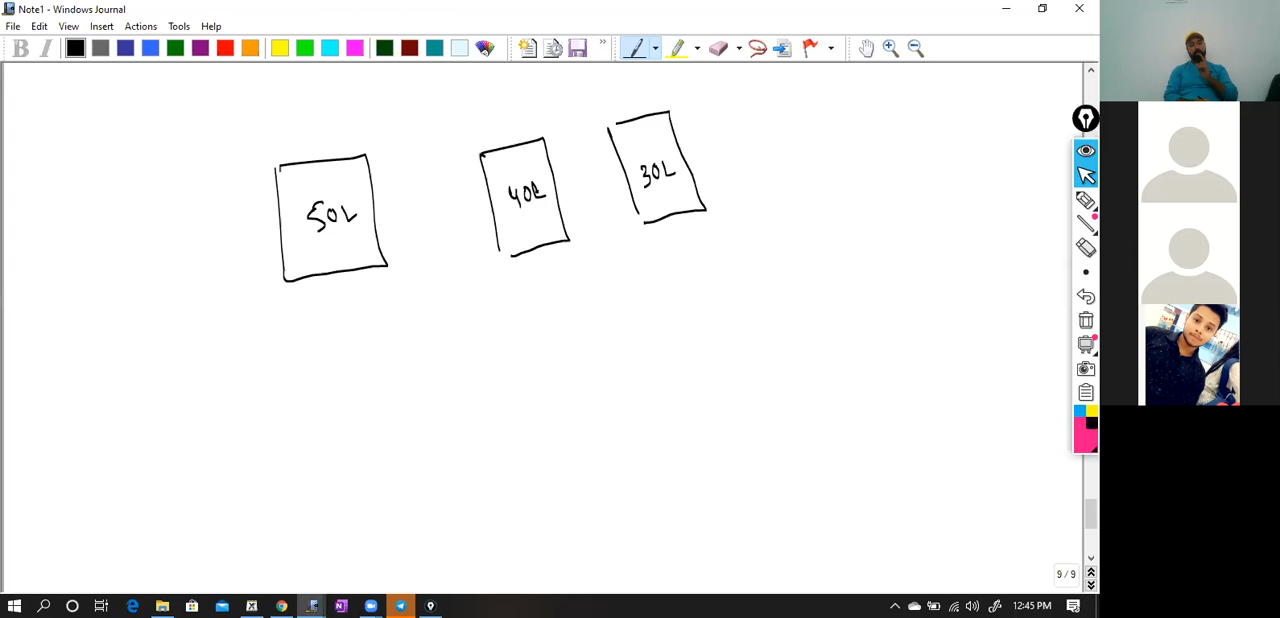 Note1 - Windows Journal
File Edit View Insert Actions Tools Help
B I
50L
40L
30L
9 / 9
12:45 PM